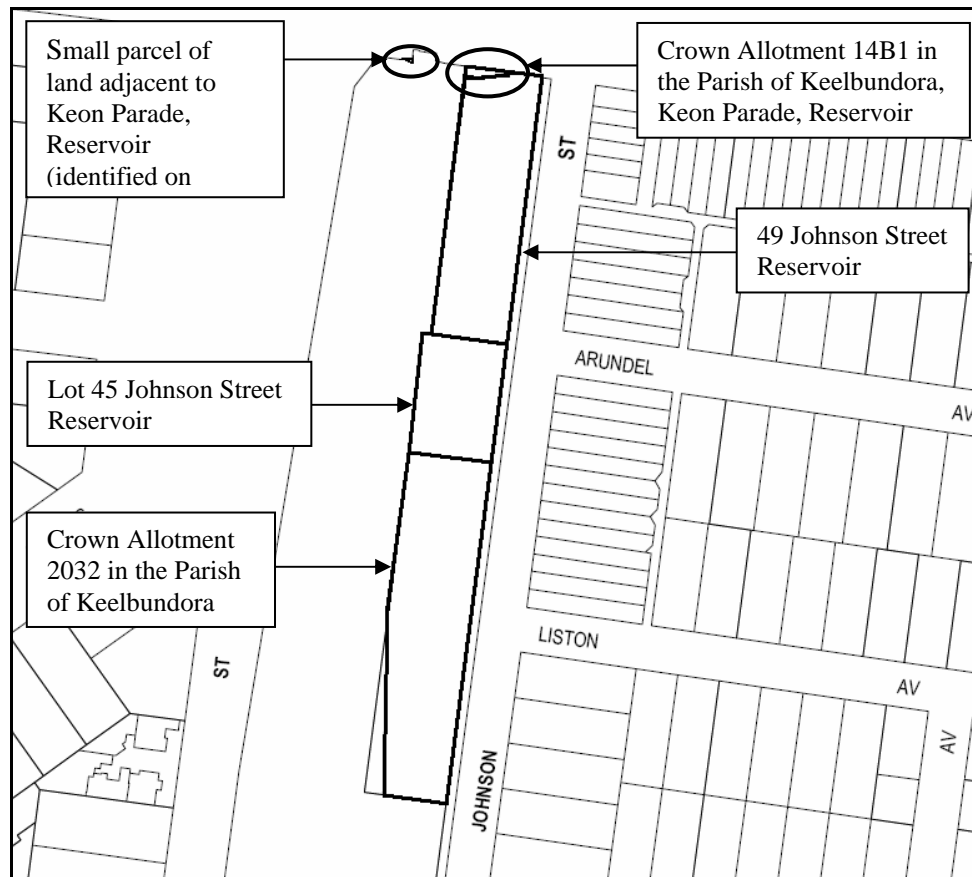 Small parcel of
land adjacent to
Keon Parade,
Reservoir
(identified on
Crown Allotment 14B1 in
the Parish of Keelbundora,
Keon Parade, Reservoir
ST
49 Johnson Street
Reservoir
ARUNDEL
AV
Lot 45 Johnson Street
Reservoir
Crown Allotment
2032 in the Parish
of Keelbundora
LISTON
AV
ST
AV
JOHNSON